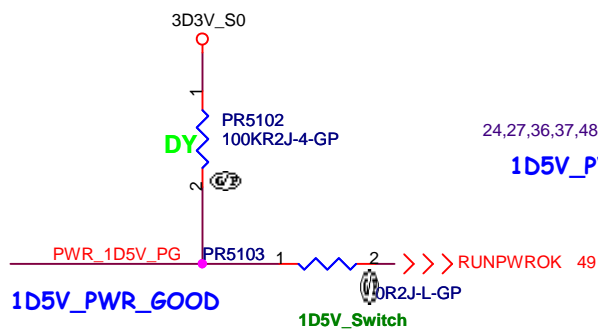 3D3V_S0
1
PR5102
100KR2J-4-GP
DY
2
G/P
24,27,36,37,48
1D5V_P
PWR_1D5V_PG
PR5103
1
2
RUNPWROK 49
0R2J-L-GP
1D5V_PWR_GOOD
1D5V_Switch